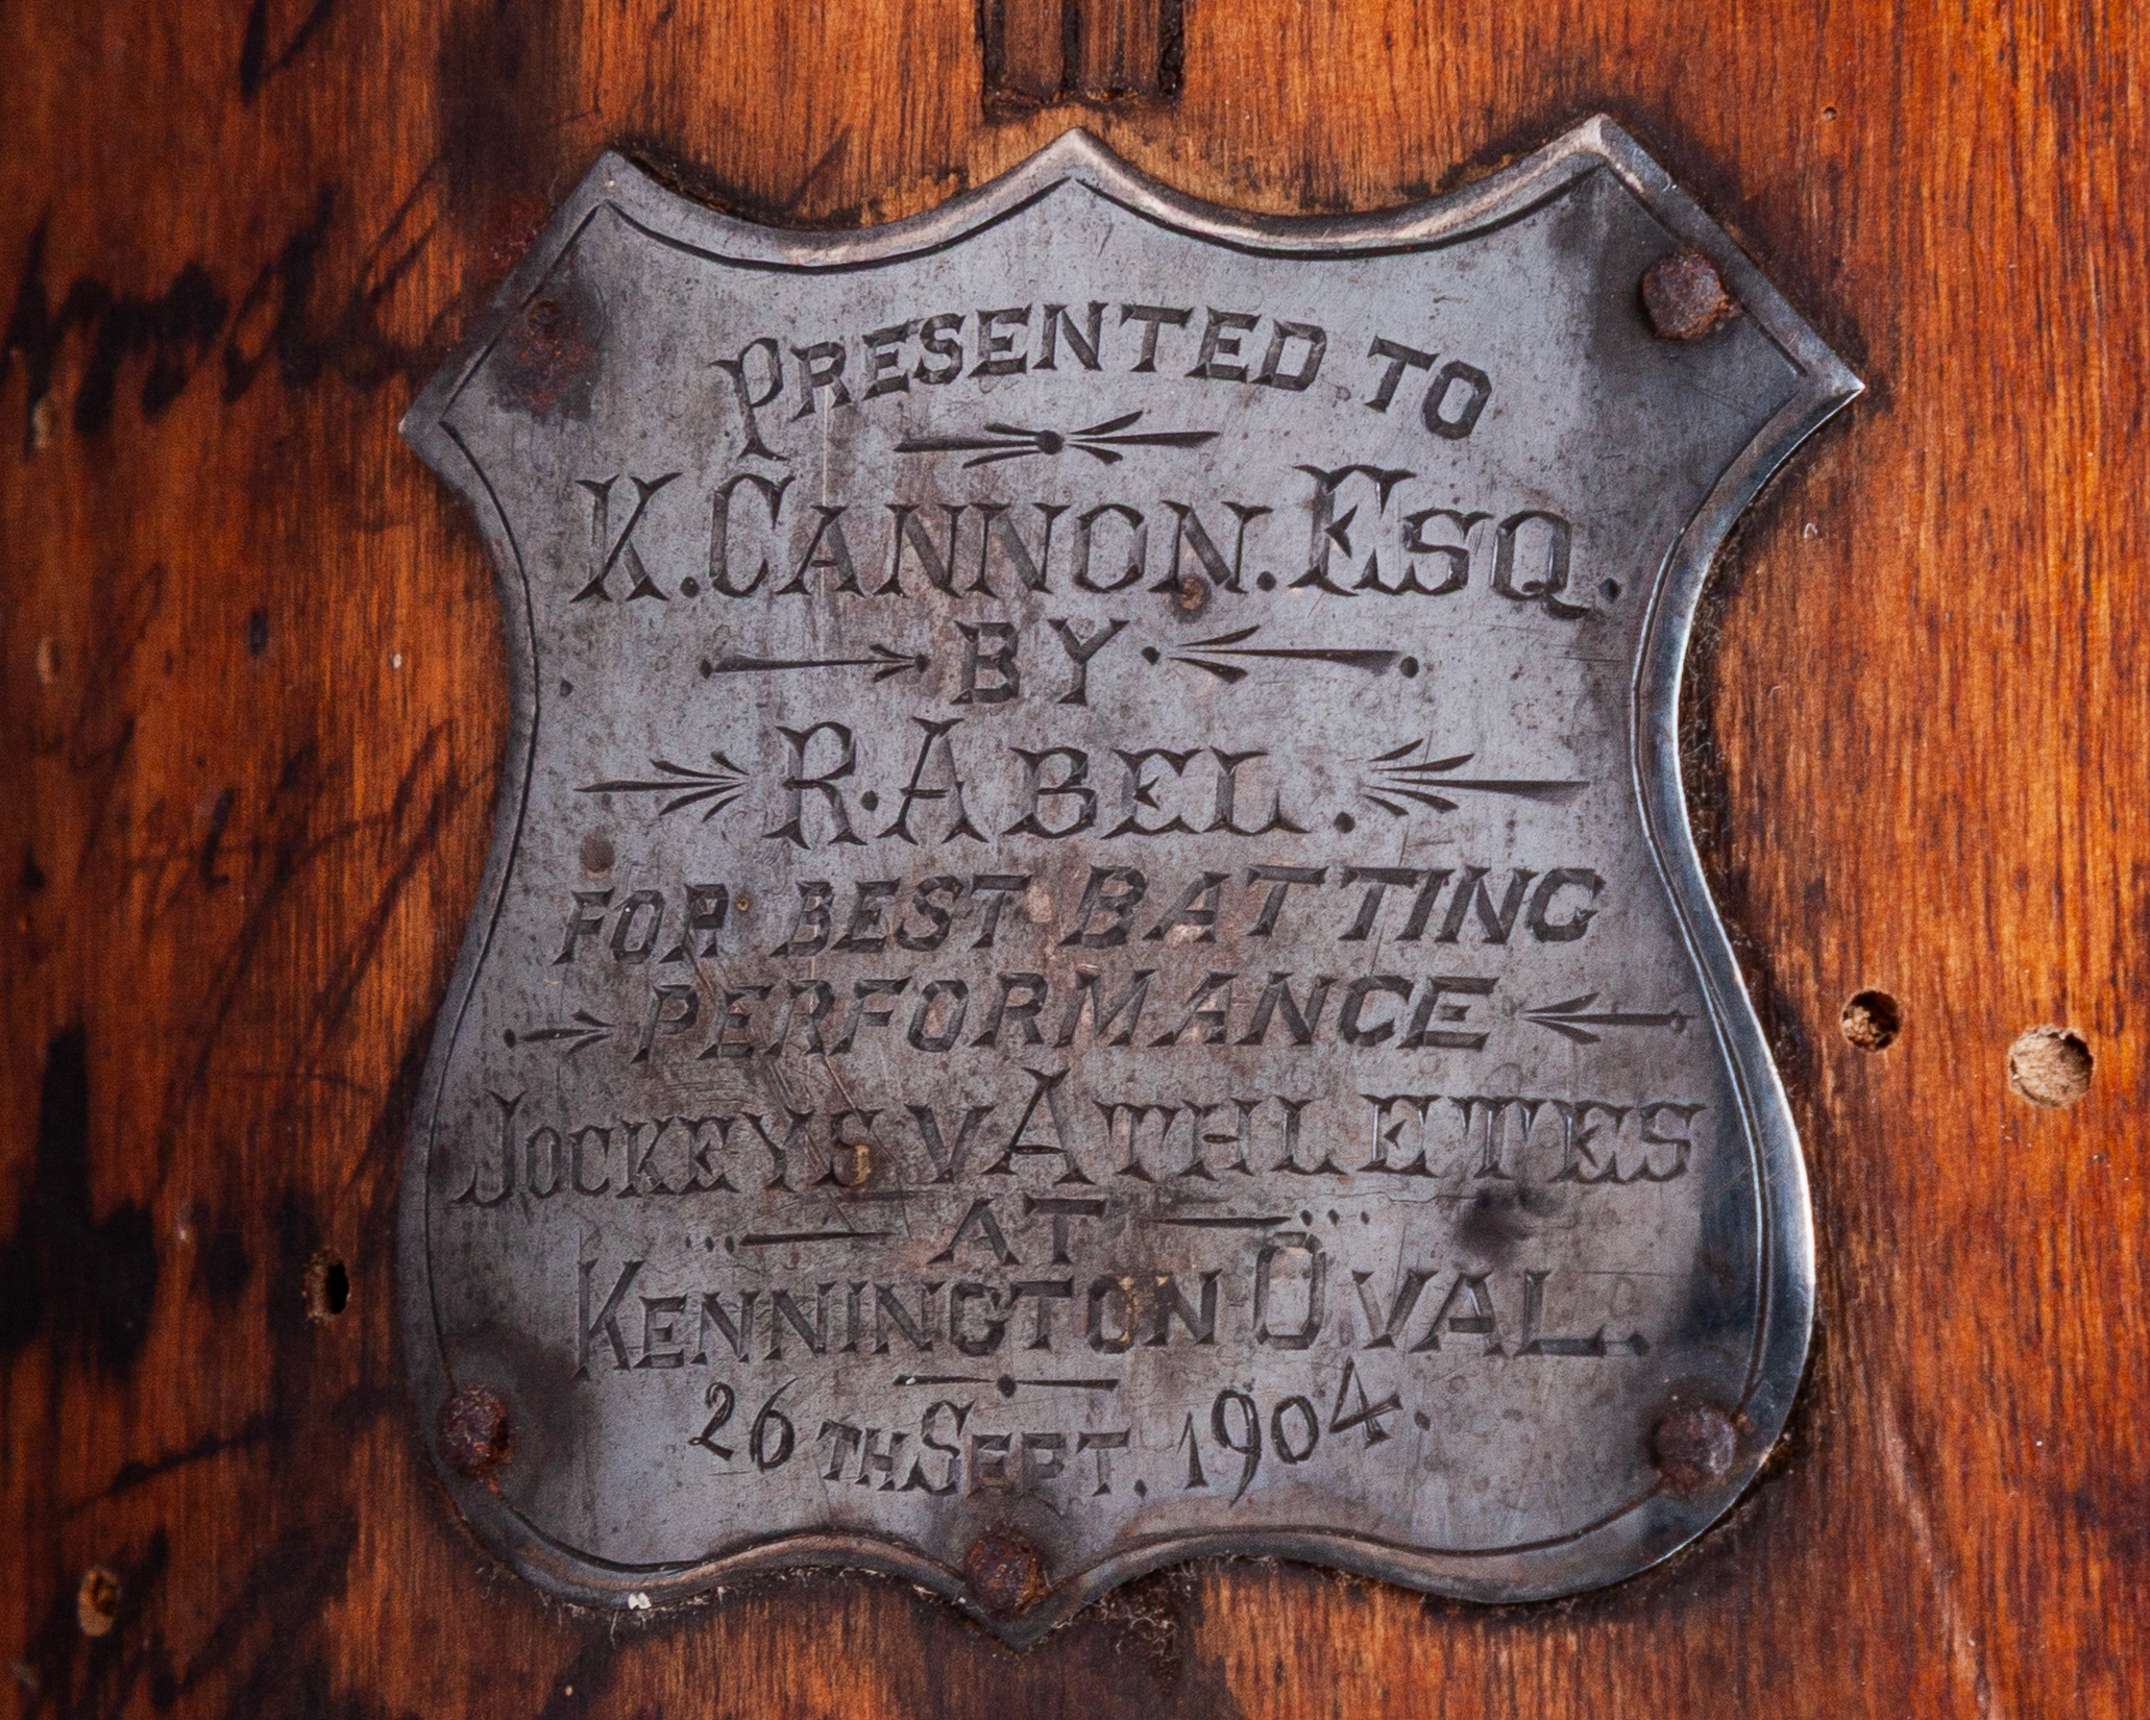 PRESENTED TO
K. CANNON. ESQ.
BY
R. ABEL.
FOR BEST BATTING
PERFORMANCE
JOCKEYS V ATHLETES
AT
KENNINGTON OVAL.
26TH SEPT. 1904.